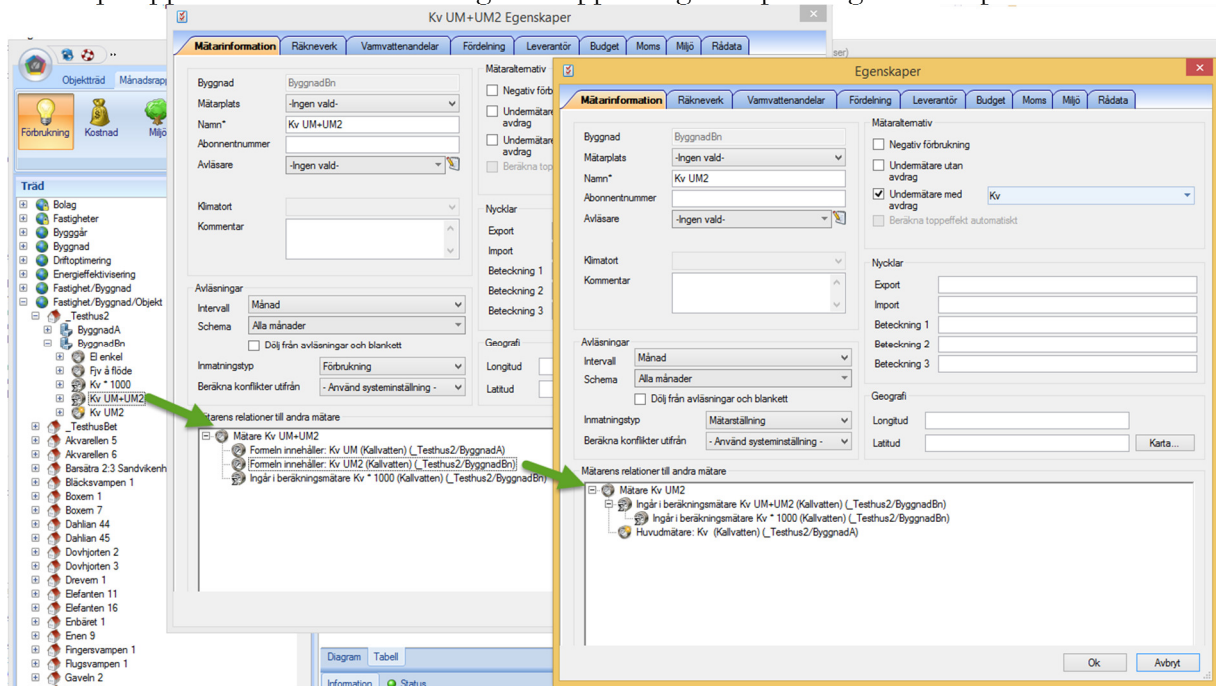 Kv UM+UM2 Egenskaper
Objektträd Månadsrapp
Förbrukning Kostnad Miljö
Träd
Bolag
Fastigheter
Bygggår
Byggnad
Driftoptimering
Energieffektivisering
Fastighet/Byggnad
Fastighet/Byggnad/Objekt
_Testhus2
ByggnadA
ByggnadBn
El enkel
Fjv å flöde
Kv * 1000
Kv UM+UM2
Kv UM2
_TesthusBet
Akvarellen 5
Akvarellen 6
Barsätra 2:3 Sandvikenh
Bläcksvampen 1
Boxern 1
Boxern 7
Dahlian 44
Dahlian 45
Dovhjorten 2
Dovhjorten 3
Drevern 1
Elefanten 11
Elefanten 16
Enbäret 1
Enen 9
Fingersvampen 1
Flugsvampen 1
Gaveln 2
Mätarinformation Räkneverk Varmvattenandelar Fördelning Leverantör Budget Moms Miljö Rådata
Byggnad ByggnadBn
Mätarplats -Ingen vald-
Namn* Kv UM+UM2
Abonnentnummer
Avläsare -Ingen vald-
Klimatort
Kommentar
Mätaralternativ
Negativ förb
Undermätare
avdrag
Undermätare
avdrag
Beräkna top
Nycklar
Export
Import
Beteckning 1
Beteckning 2
Beteckning 3
Avläsningar
Intervall Månad
Schema Alla månader
Dölj från avläsningar och blankett
Inmatningstyp Förbrukning
Beräkna konflikter utifrån - Använd systeminställning -
Geografi
Longitud
Latitud
Mätarens relationer till andra mätare
Mätare Kv UM+UM2
Formeln innehåller: Kv UM (Kallvatten) (_Testhus2/ByggnadA)
Formeln innehåller: Kv UM2 (Kallvatten) (_Testhus2/ByggnadBn)
Ingår i beräkningsmätare Kv * 1000 (Kallvatten) (_Testhus2/ByggnadBn)
Diagram Tabell
Information Status
ser)
Egenskaper
Mätarinformation Räkneverk Varmvattenandelar Fördelning Leverantör Budget Moms Miljö Rådata
Byggnad ByggnadBn
Mätarplats -Ingen vald-
Namn* Kv UM2
Abonnentnummer
Avläsare -Ingen vald-
Klimatort
Kommentar
Mätaralternativ
Negativ förbrukning
Undermätare utan
avdrag
Undermätare med
avdrag
Kv
Beräkna toppeffekt automatiskt
Nycklar
Export
Import
Beteckning 1
Beteckning 2
Beteckning 3
Avläsningar
Intervall Månad
Schema Alla månader
Dölj från avläsningar och blankett
Inmatningstyp Mätarställning
Beräkna konflikter utifrån - Använd systeminställning -
Geografi
Longitud
Latitud Karta...
Mätarens relationer till andra mätare
Mätare Kv UM2
Ingår i beräkningsmätare Kv UM+UM2 (Kallvatten) (_Testhus2/ByggnadBn)
Ingår i beräkningsmätare Kv * 1000 (Kallvatten) (_Testhus2/ByggnadBn)
Huvudmätare: Kv (Kallvatten) (_Testhus2/ByggnadA)
Ok Avbryt